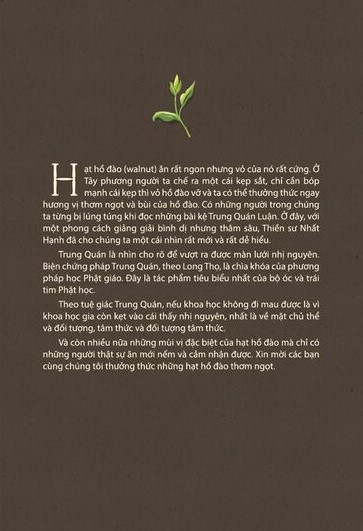 Hạt hồ đào (walnut) ăn rất ngon nhưng vỏ của nó rất cứng. Ở
Tây phương người ta chế ra một cái kẹp sắt, chỉ cần bóp
mạnh cái kẹp thì vỏ hồ đào vỡ và ta có thể thưởng thức ngay
hương vị thơm ngọt và bùi của hồ đào. Có những người trong chúng
ta từng bị lúng túng khi đọc những bài kệ Trung Quán Luận. Ở đây, với
một phong cách giảng giải bình dị nhưng thâm sâu, Thiền sư Nhất
Hạnh đã cho chúng ta một cái nhìn rất mới và rất dễ hiểu.
Trung Quán là nhìn cho rõ để vượt ra được màn lưới nhị nguyên.
Biện chứng pháp Trung Quán, theo Long Thọ, là chìa khóa của phương
pháp học Phật giáo. Đây là tác phẩm tiêu biểu nhất của bộ óc và trái
tim Phật học.
Theo tuệ giác Trung Quán, nếu khoa học không đi mau được là vì
khoa học gia còn kẹt vào cái thấy nhị nguyên, nhất là về mặt chủ thể
và đối tượng, tâm thức và đối tượng tâm thức.
Và còn nhiều nữa những mùi vị đặc biệt của hạt hồ đào mà chỉ có
những người thật sự ăn mới nếm và cảm nhận được. Xin mời các bạn
cùng chúng tôi thưởng thức những hạt hồ đào thơm ngọt.